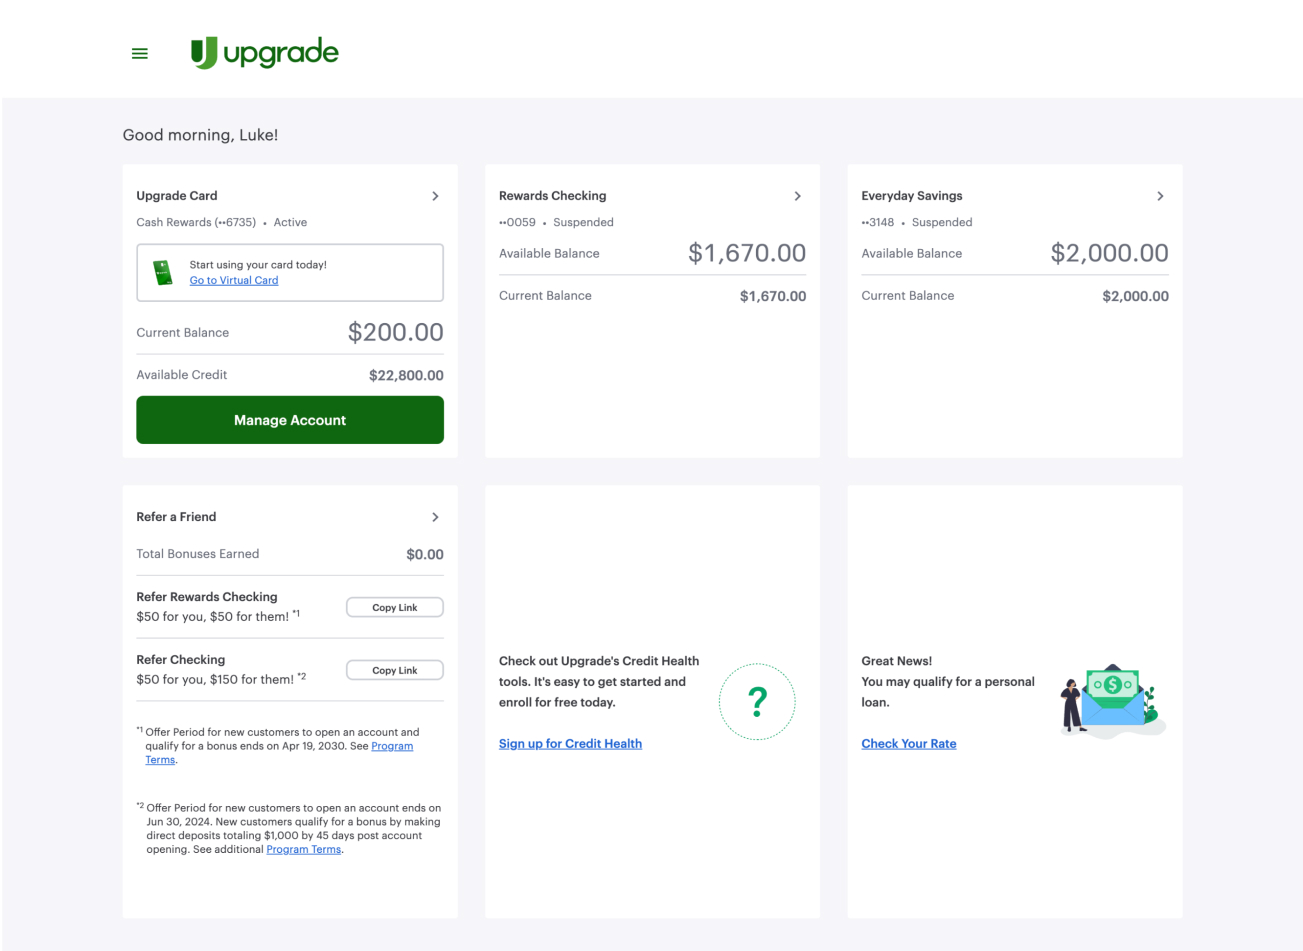 upgrade
Good morning, Luke!
Upgrade Card
Cash Rewards (••6735) • Active
Start using your card today!
Go to Virtual Card
Current Balance $200.00
Available Credit $22,800.00
Manage Account
Rewards Checking
••0059 • Suspended
Available Balance $1,670.00
Current Balance $1,670.00
Everyday Savings
••3148 • Suspended
Available Balance $2,000.00
Current Balance $2,000.00
Refer a Friend
Total Bonuses Earned $0.00
Refer Rewards Checking
$50 for you, $50 for them! *1
Copy Link
Refer Checking
$50 for you, $150 for them! *2
Copy Link
*1 Offer Period for new customers to open an account and
qualify for a bonus ends on Apr 19, 2030. See Program
Terms.
*2 Offer Period for new customers to open an account ends on
Jun 30, 2024. New customers qualify for a bonus by making
direct deposits totaling $1,000 by 45 days post account
opening. See additional Program Terms.
Check out Upgrade's Credit Health
tools. It's easy to get started and
enroll for free today.
?
Sign up for Credit Health
Great News!
You may qualify for a personal
loan.
$
Check Your Rate